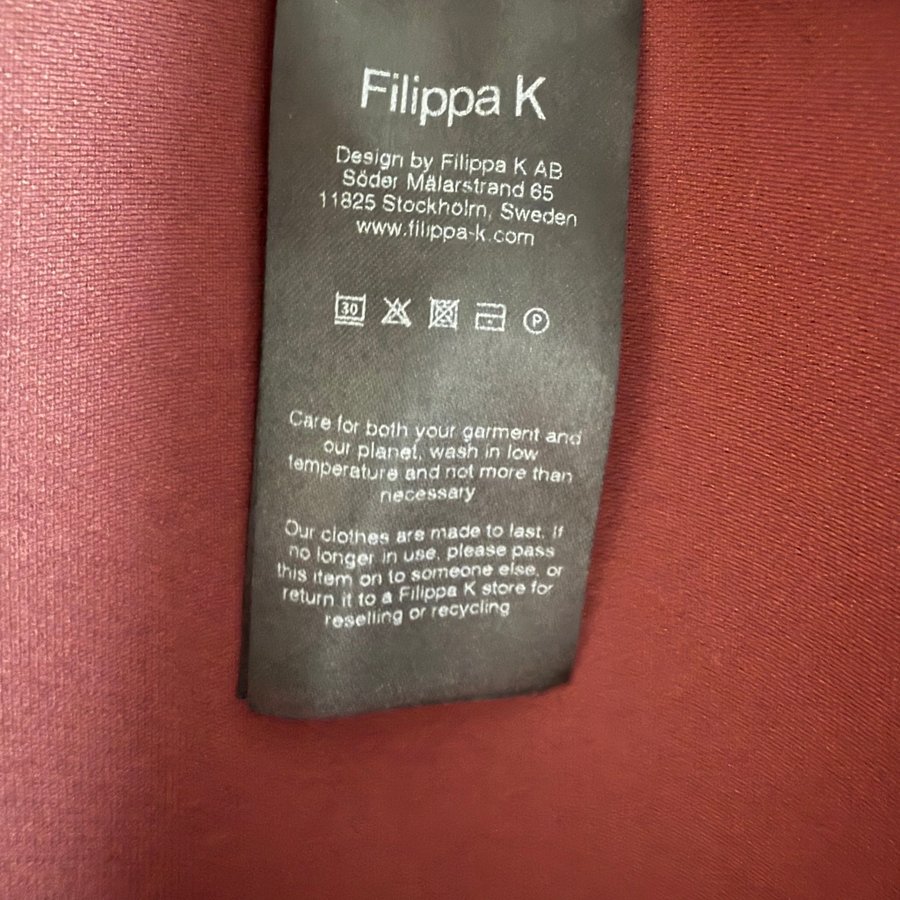 Filippa K
Design by Filippa K AB
Söder Mälarstrand 65
11825 Stockholm, Sweden
www.filippa-k.com
30
P
Care for both your garment and
our planet, wash in low
temperature and not more than
necessary
Our clothes are made to last. If
no longer in use, please pass
this item on to someone else, or
return it to a Filippa K store for
reselling or recycling